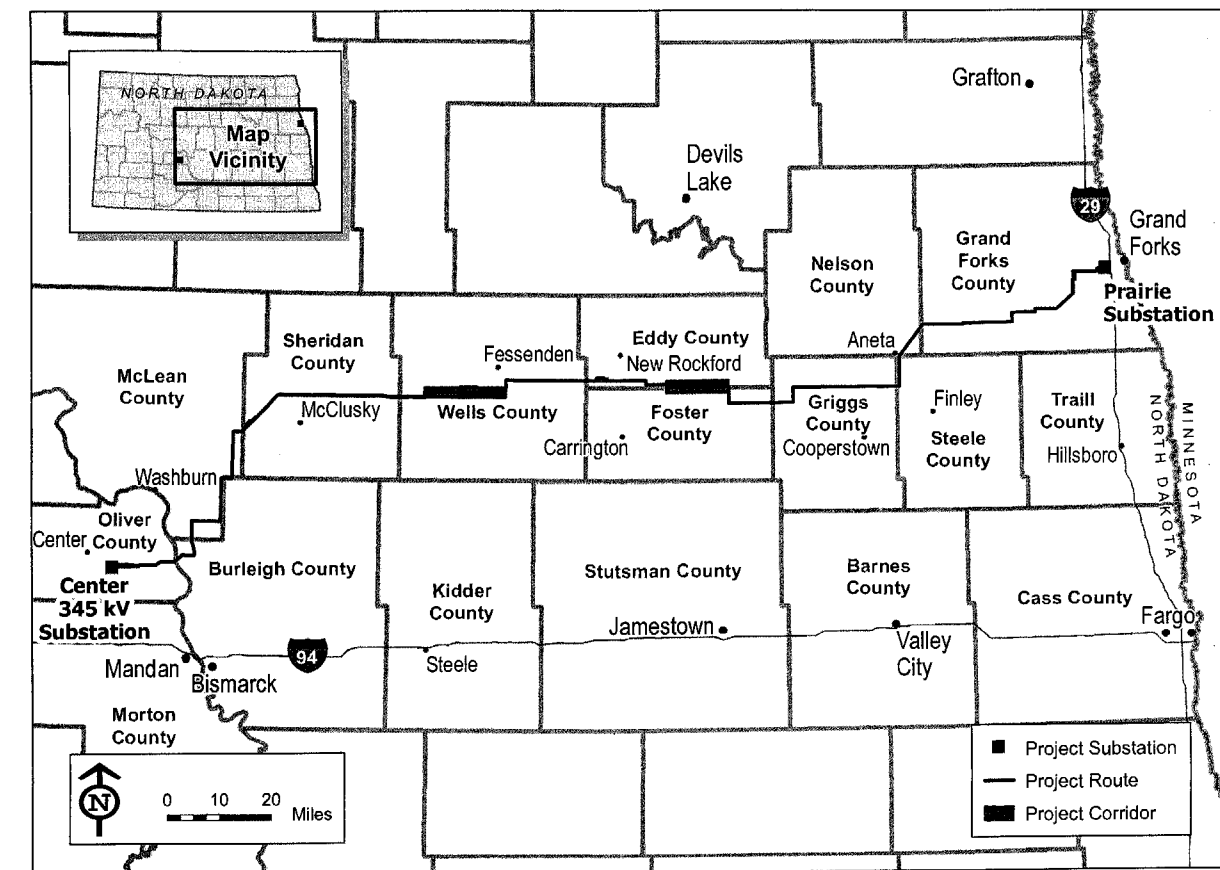 NORTH DAKOTA
Map
Vicinity
Grafton
Devils
Lake
29
Grand
Forks
Grand
Forks
County
Nelson
County
Prairie
Substation
Sheridan
County
Eddy County
Aneta
Fessenden
New Rockford
McLean
County
McClusky
Wells County
Foster
County
Griggs
County
Finley
Traill
County
Carrington
Cooperstown
Steele
County
Hillsboro
MINNESOTA
NORTH DAKOTA
Washburn
Oliver
County
Center
Center
345 kV
Substation
Burleigh County
Kidder
County
Stutsman County
Barnes
County
Cass County
Fargo
Jamestown
Valley
City
94
Steele
Mandan
Bismarck
Morton
County
N
0 10 20
Miles
Project Substation
Project Route
Project Corridor